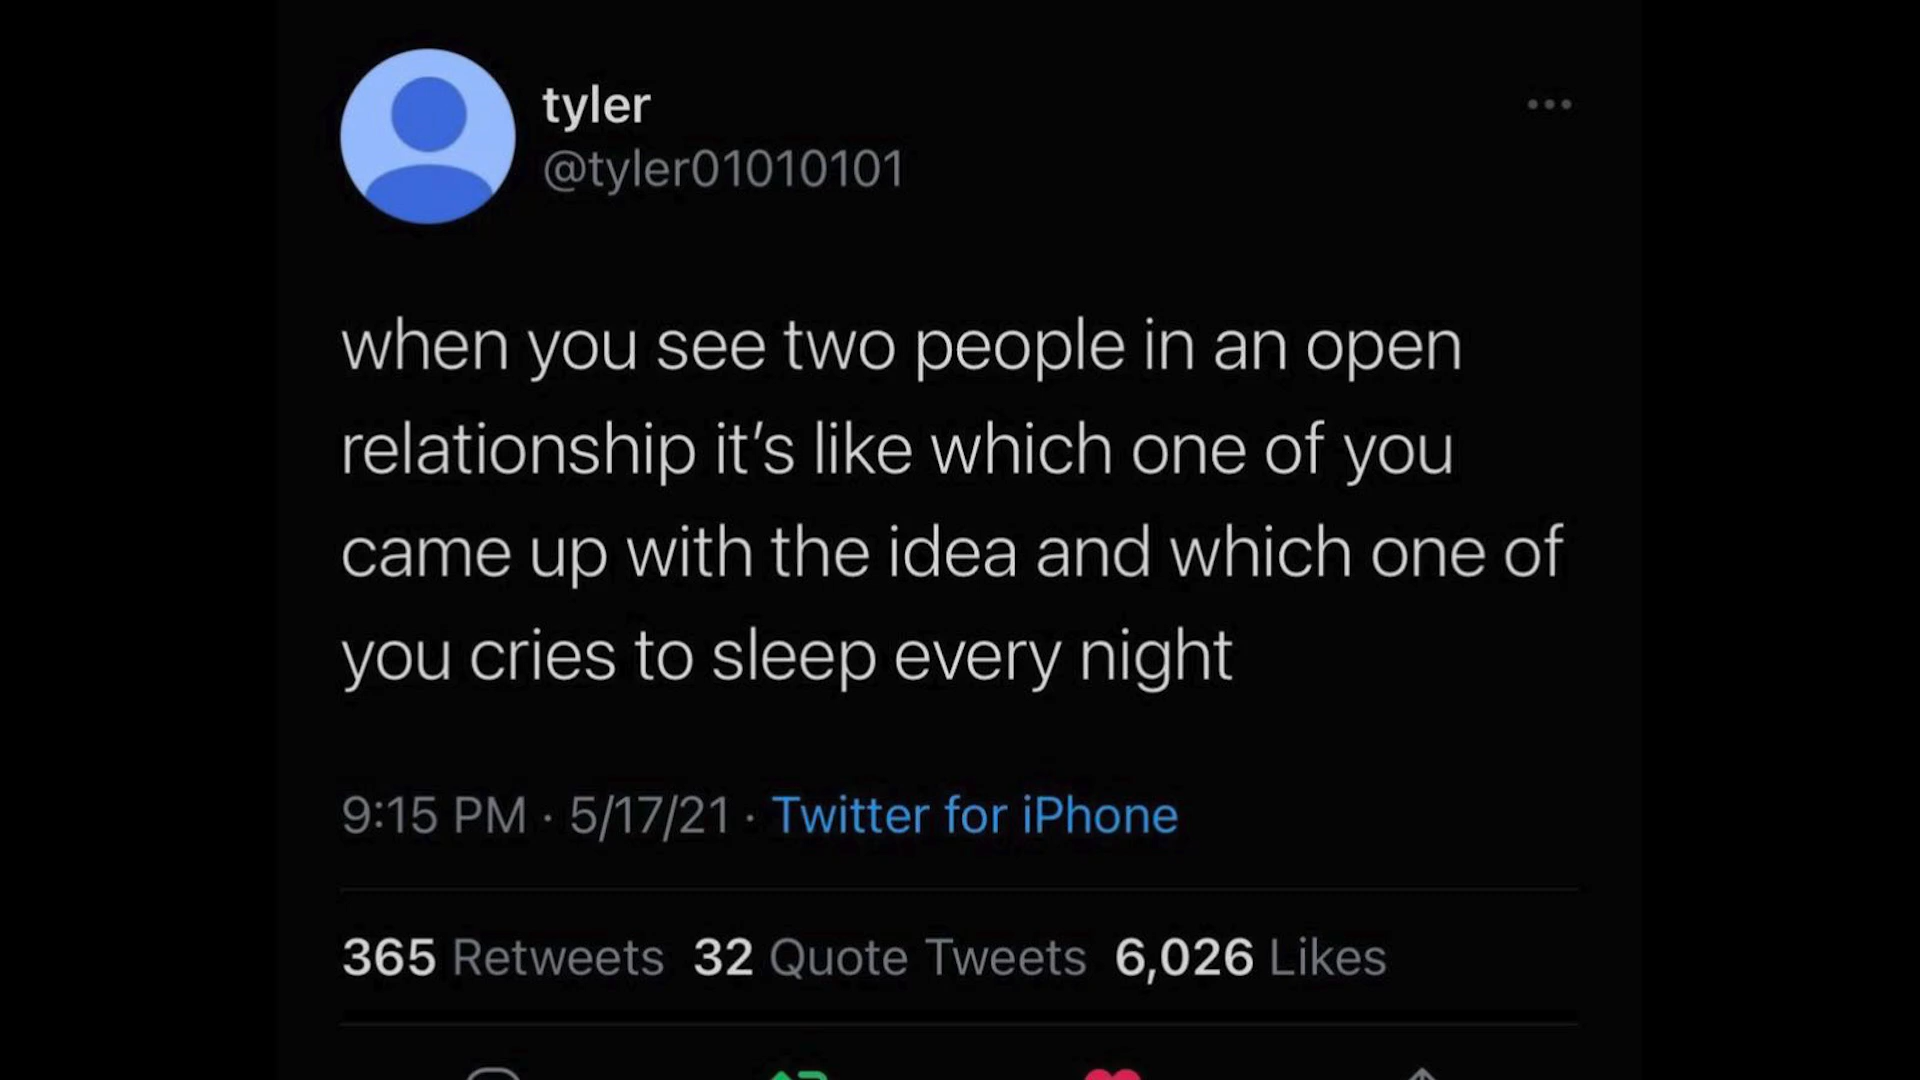 tyler
@tyler01010101
when you see two people in an open
relationship it’s like which one of you
came up with the idea and which one of
you cries to sleep every night
9:15 PM · 5/17/21 · Twitter for iPhone
365 Retweets 32 Quote Tweets 6,026 Likes